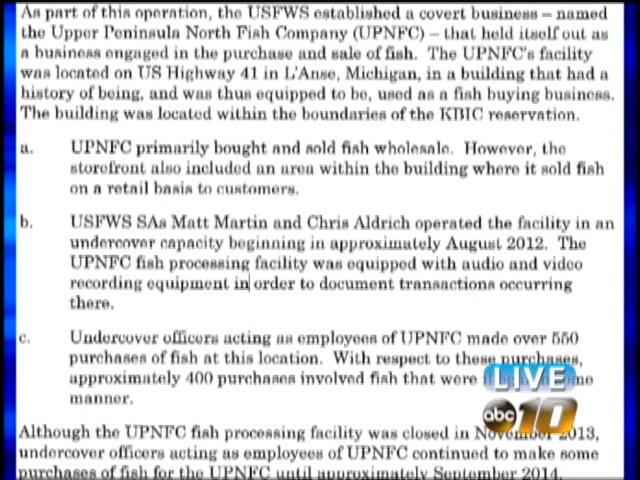 As part of this operation, the USFWS established a covert business – named
the Upper Peninsula North Fish Company (UPNFC) – that held itself out as
a business engaged in the purchase and sale of fish. The UPNFC's facility
was located on US Highway 41 in L'Anse, Michigan, in a building that had a
history of being, and was thus equipped to be, used as a fish buying business.
The building was located within the boundaries of the KBIC reservation.
a. UPNFC primarily bought and sold fish wholesale. However, the
storefront also included an area within the building where it sold fish
on a retail basis to customers.
b. USFWS SAs Matt Martin and Chris Aldrich operated the facility in an
undercover capacity beginning in approximately August 2012. The
UPNFC fish processing facility was equipped with audio and video
recording equipment in order to document transactions occurring
there.
c. Undercover officers acting as employees of UPNFC made over 550
purchases of fish at this location. With respect to these purchases,
approximately 400 purchases involved fish that were
manner.
LIVE
abc 10
Although the UPNFC fish processing facility was closed in November 2013,
undercover officers acting as employees of UPNFC continued to make some
purchases of fish for the UPNFC until approximately September 2014.